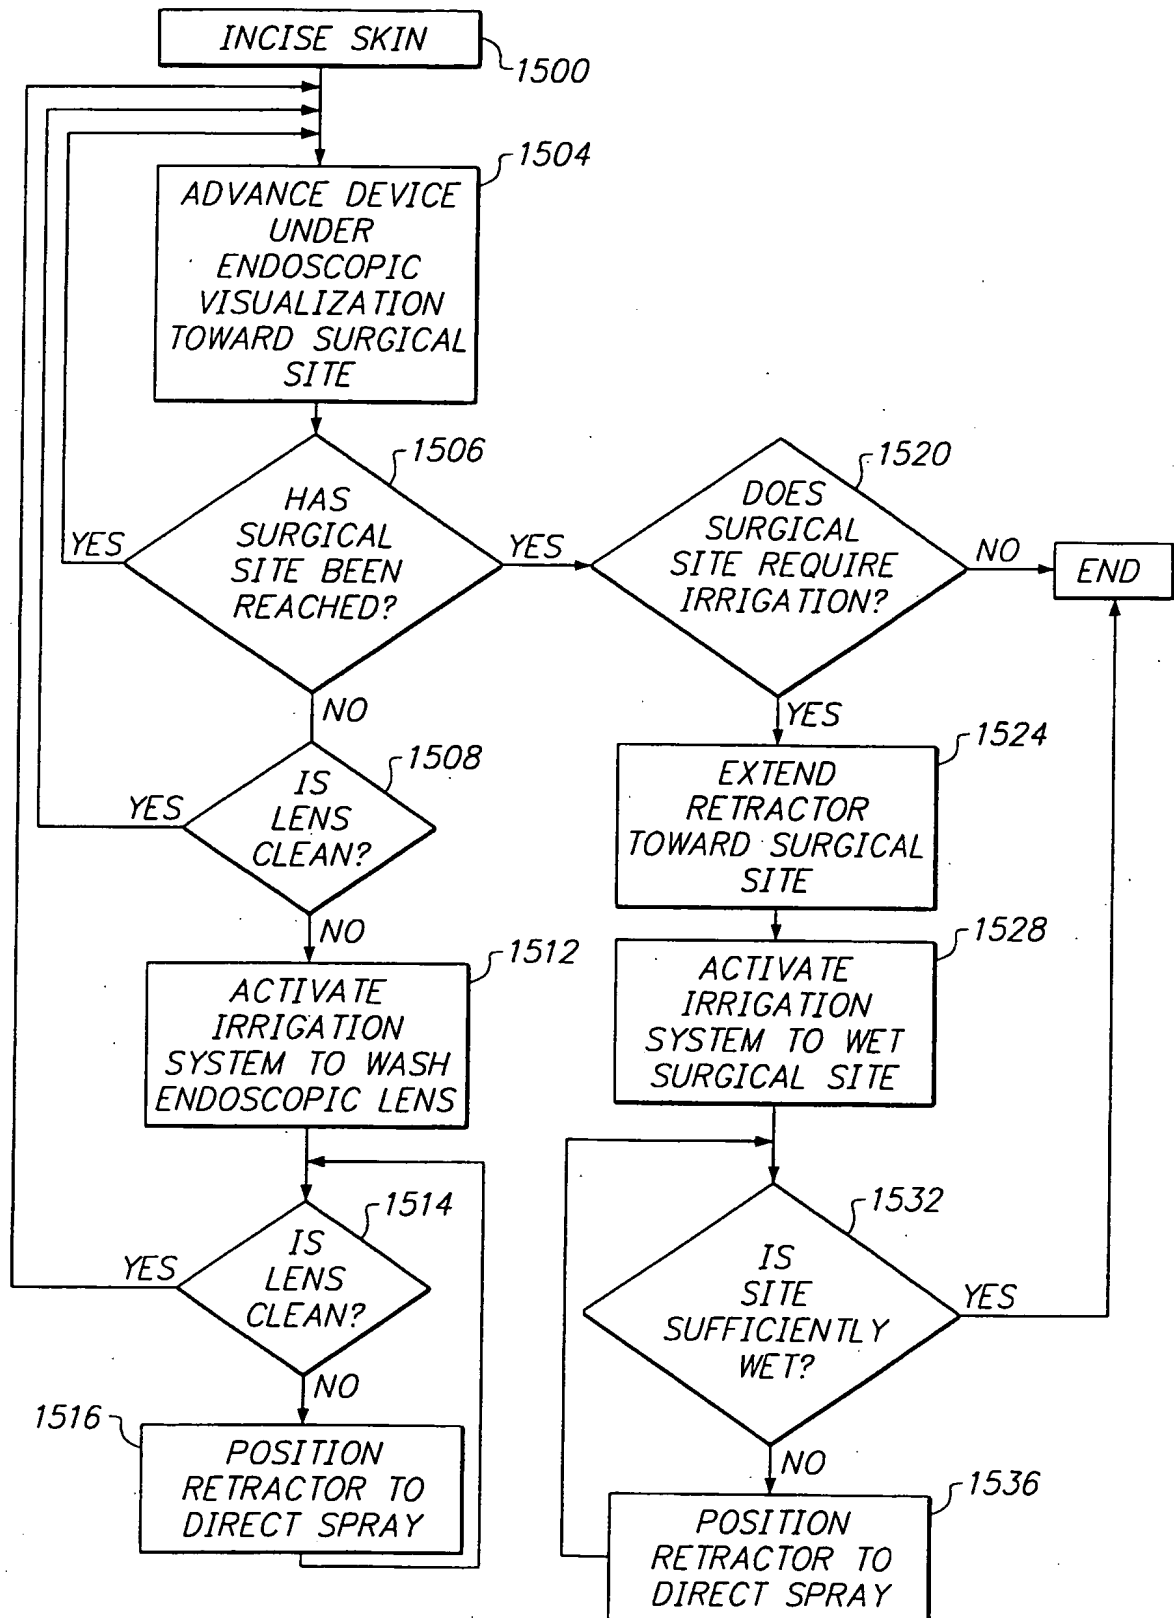 INCISE SKIN
1500
1504
ADVANCE DEVICE
UNDER
ENDOSCOPIC
VISUALIZATION
TOWARD SURGICAL
SITE
1506
HAS
SURGICAL
SITE BEEN
REACHED?
YES
YES
NO
1520
DOES
SURGICAL
SITE REQUIRE
IRRIGATION?
NO
END
YES
1508
IS
LENS
CLEAN?
YES
NO
1524
EXTEND
RETRACTOR
TOWARD SURGICAL
SITE
1512
ACTIVATE
IRRIGATION
SYSTEM TO WASH
ENDOSCOPIC LENS
1528
ACTIVATE
IRRIGATION
SYSTEM TO WET
SURGICAL SITE
1514
IS
LENS
CLEAN?
YES
NO
1532
IS
SITE
SUFFICIENTLY
WET?
YES
NO
1516
POSITION
RETRACTOR TO
DIRECT SPRAY
1536
POSITION
RETRACTOR TO
DIRECT SPRAY